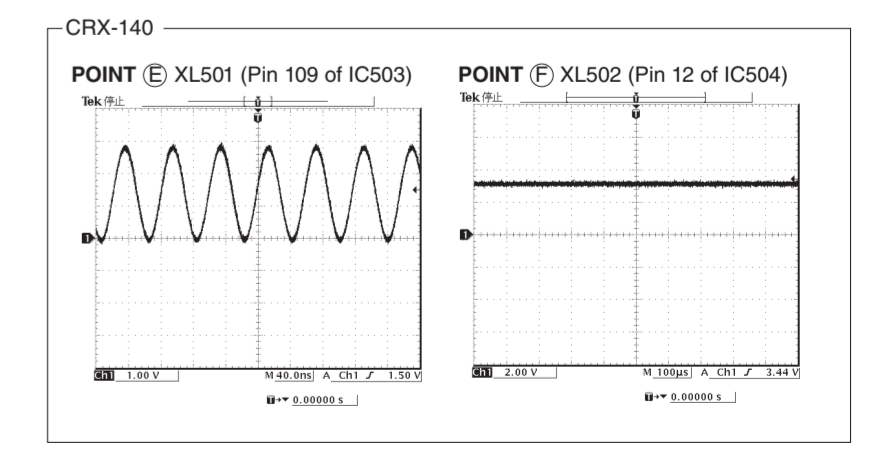 CRX-140
POINT Ⓔ XL501 (Pin 109 of IC503)
Tek 停止
T
1
Ch1 1.00 V M 40.0ns A Ch1 ƒ 1.50 V
T→▼ 0.00000 s
POINT Ⓕ XL502 (Pin 12 of IC504)
Tek 停止
T
1
Ch1 2.00 V M 100µs A Ch1 ƒ 3.44 V
T→▼ 0.00000 s